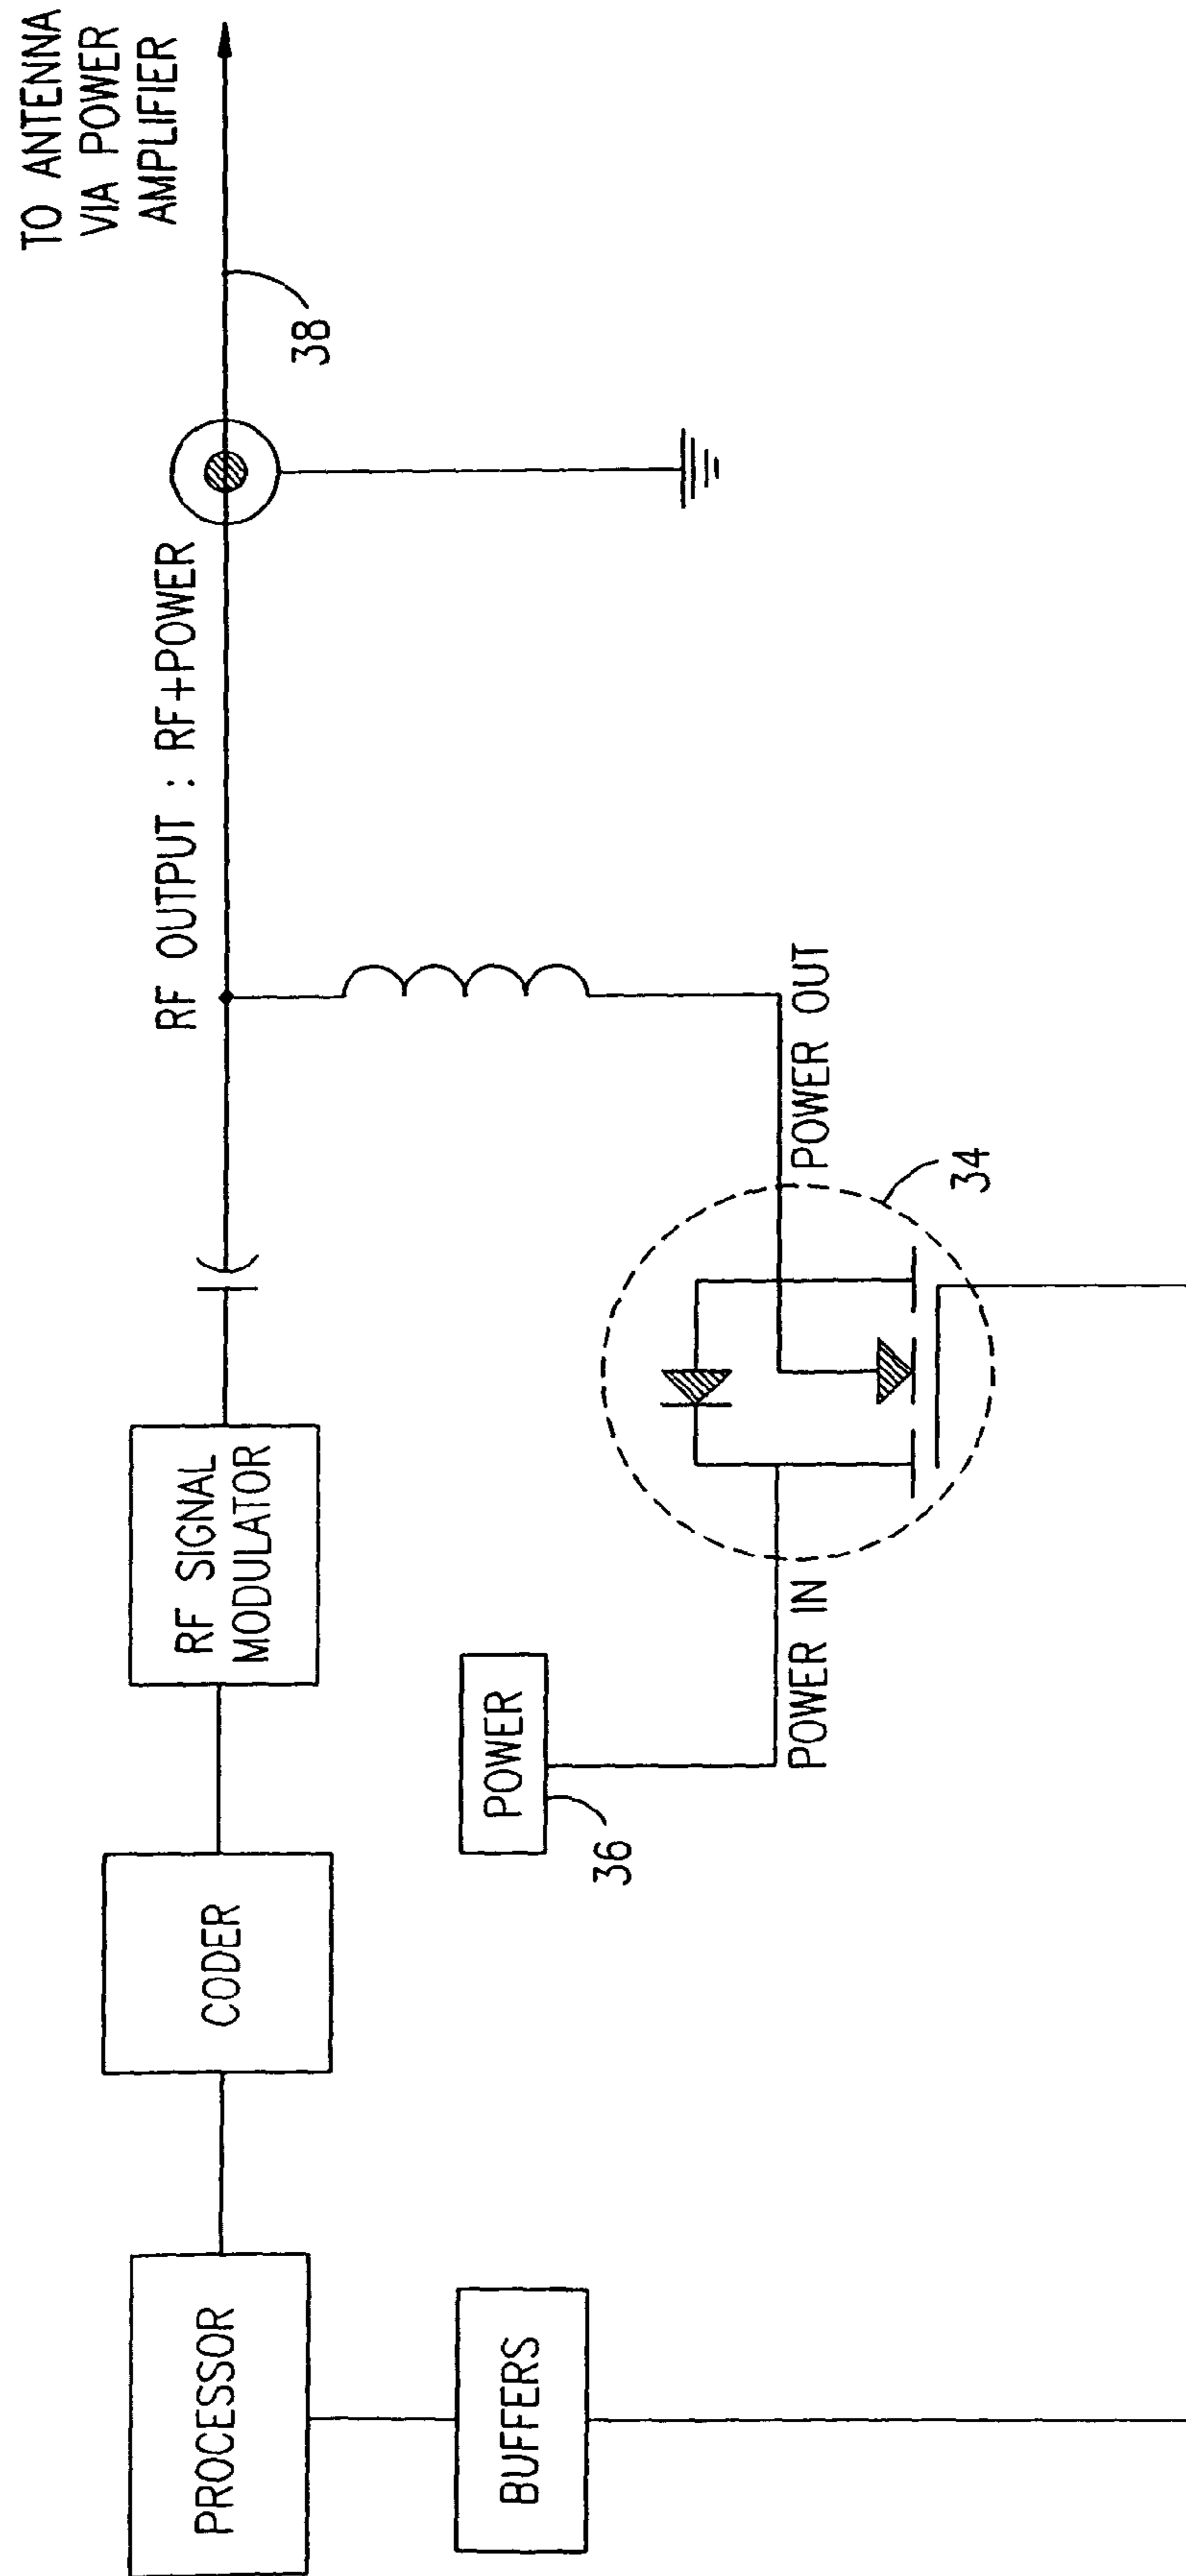 PROCESSOR
CODER
RF SIGNAL
MODULATOR
RF OUTPUT : RF+POWER
TO ANTENNA
VIA POWER
AMPLIFIER
38
BUFFERS
POWER
36
POWER IN
POWER OUT
34